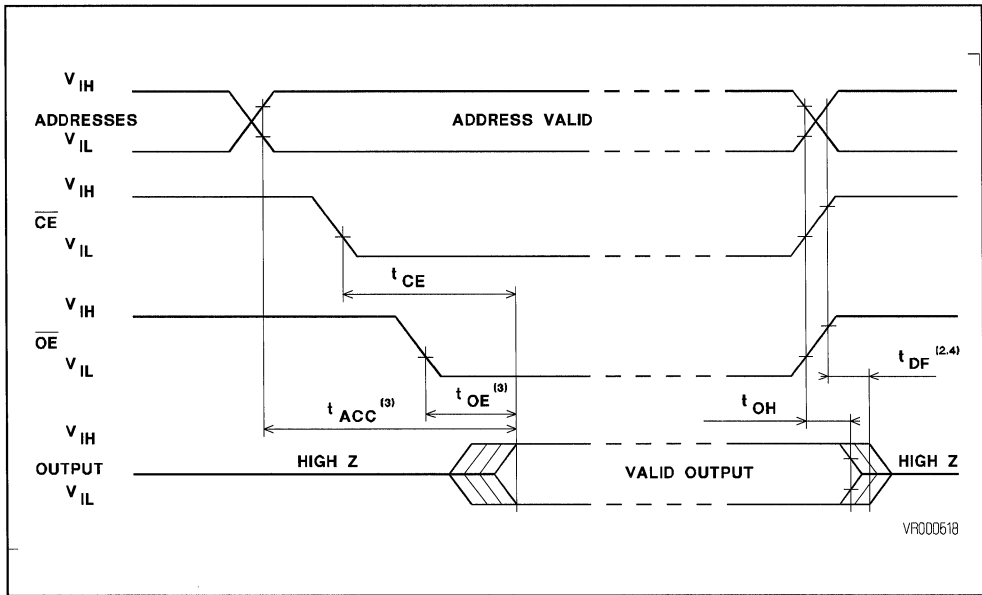 V IH
ADDRESSES
ADDRESS VALID
V IL
V IH
CE
V IL
t CE
V IH
OE
V IL
t DF (2,4)
t OE (3)
t ACC (3)
t OH
V IH
OUTPUT
HIGH Z
VALID OUTPUT
HIGH Z
V IL
VR000618